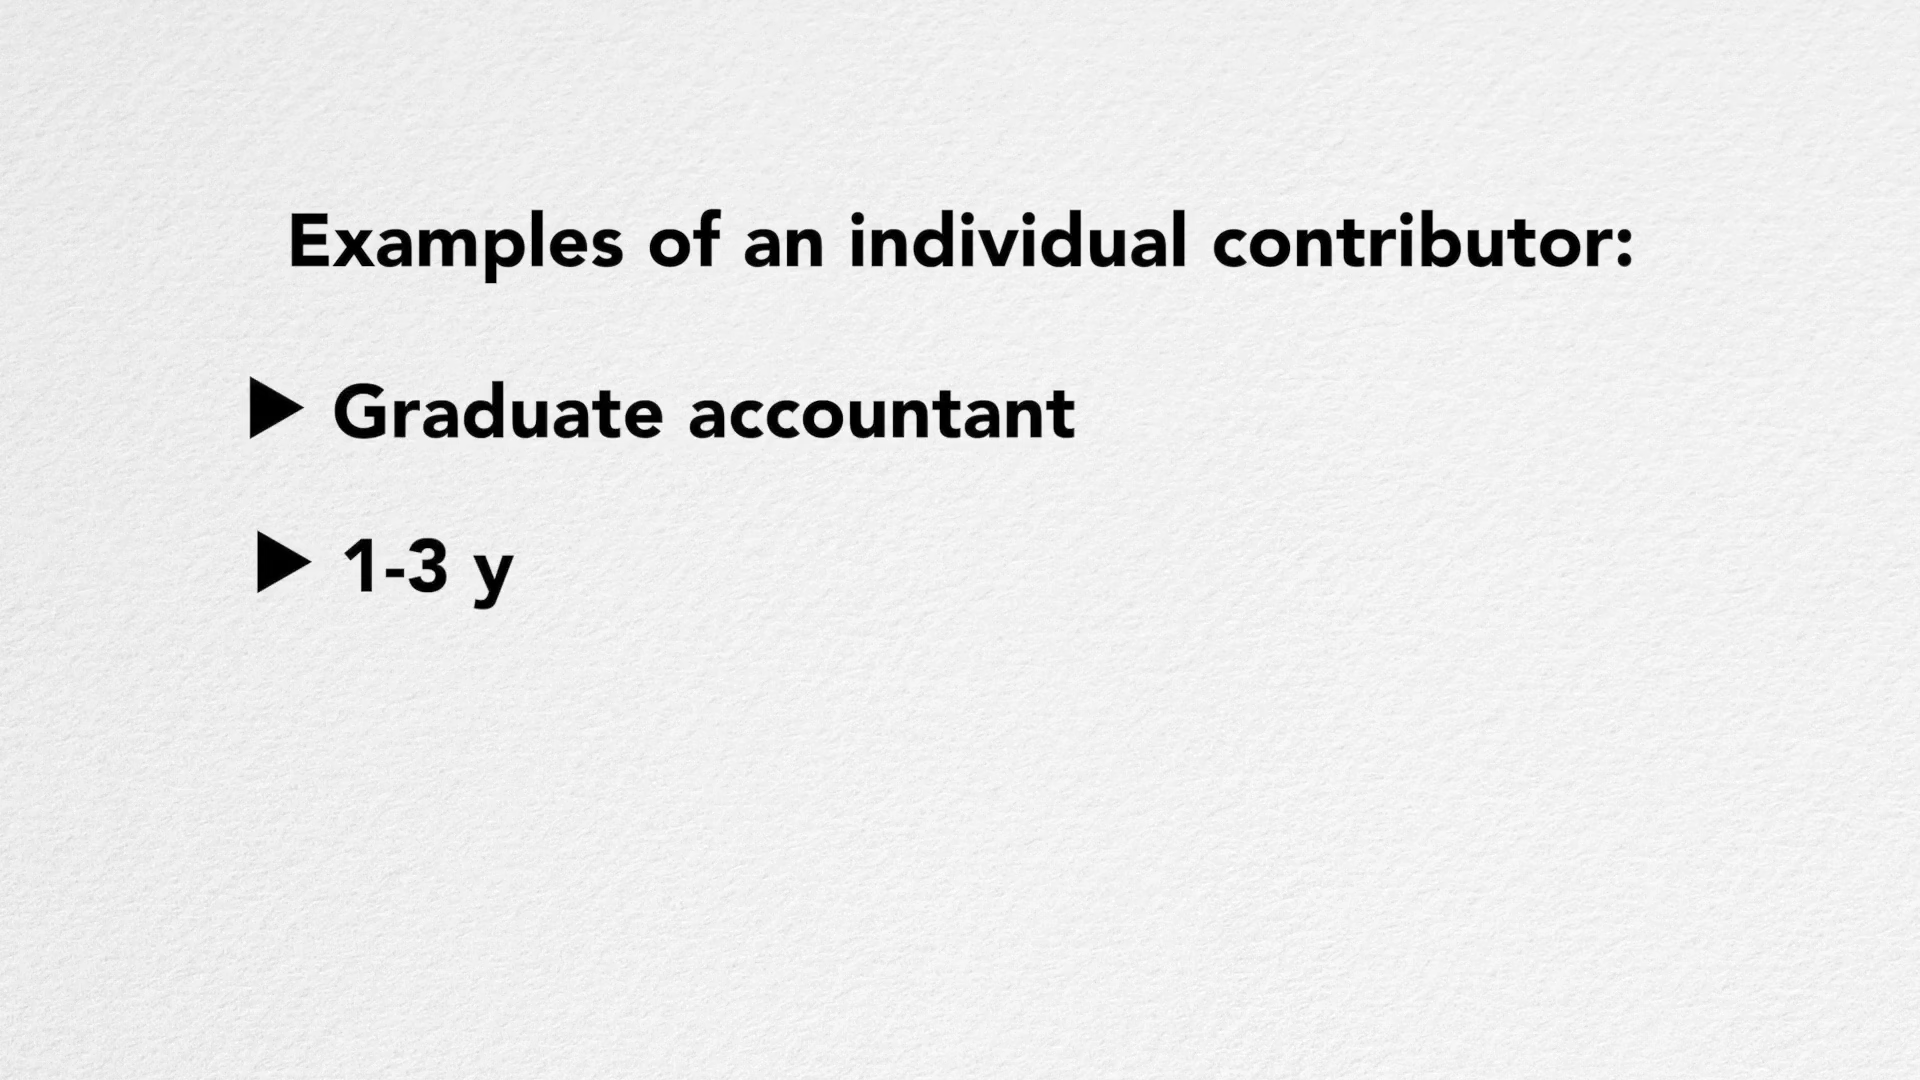 Examples of an individual contributor:
▶ Graduate accountant
▶ 1-3 y